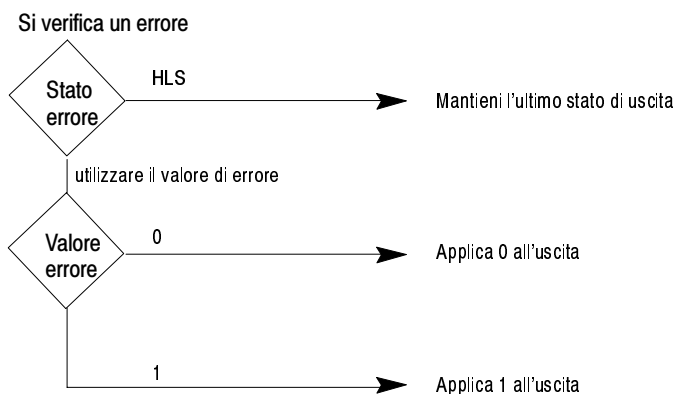 Si verifica un errore
Stato
errore
HLS
Mantieni l'ultimo stato di uscita
utilizzare il valore di errore
Valore
errore
0
Applica 0 all'uscita
1
Applica 1 all'uscita